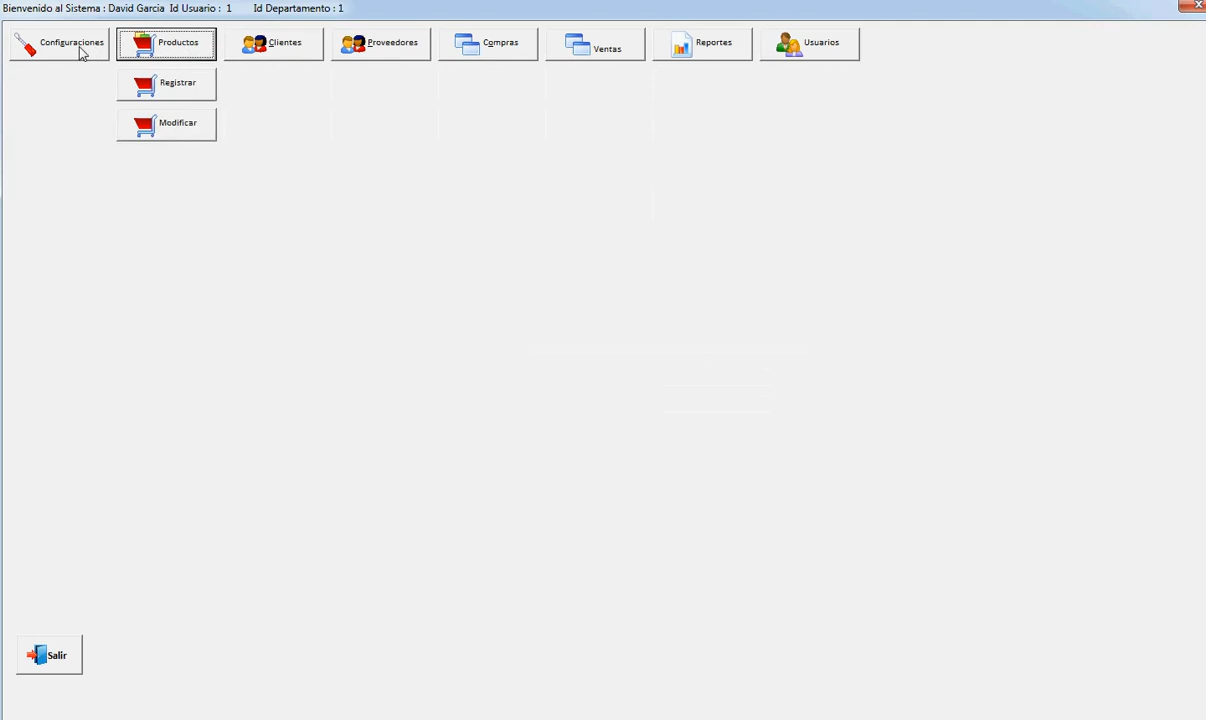 Bienvenido al Sistema : David Garcia Id Usuario : 1 Id Departamento : 1
Configuraciones
Productos
Clientes
Proveedores
Compras
Ventas
Reportes
Usuarios
Registrar
Modificar
Salir